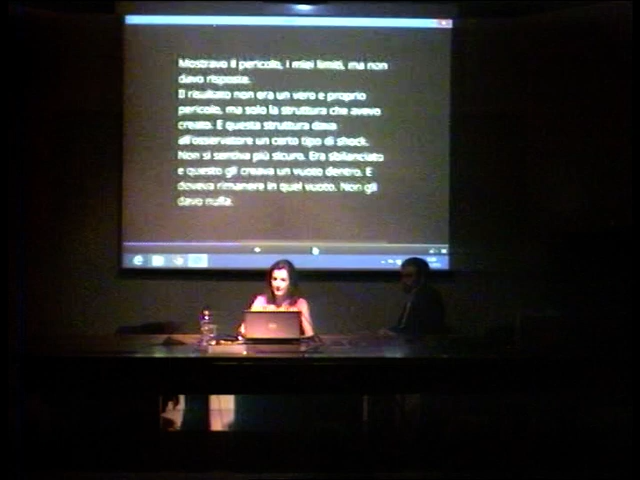 Mostravo il pericolo, i miei limiti, ma non
davo risposte.
Il risultato non era un vero e proprio
pericolo, ma solo la struttura che avevo
creato. E questa struttura dava
all'osservatore un certo tipo di shock.
Non si sentiva più sicuro. Era sbilanciato
e questo gli creava un vuoto dentro. E
doveva rimanere in quel vuoto. Non gli
davo nulla.